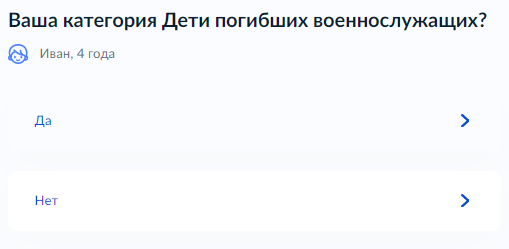 Ваша категория Дети погибших военнослужащих?
Иван, 4 года
Да
Нет